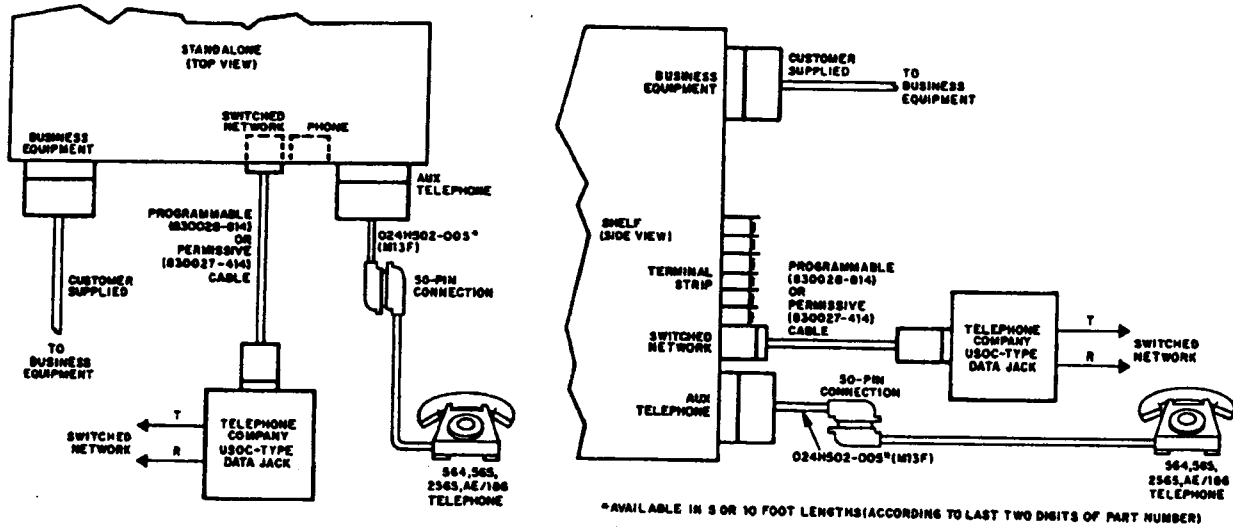 STANDALONE
(TOP VIEW)
SWITCHED
NETWORK
PHONE
BUSINESS
EQUIPMENT
AUX
TELEPHONE
PROGRAMMABLE
(830028-814)
OR
PERMISSIVE
(830027-414)
CABLE
024H502-005*
(M13F)
CUSTOMER
SUPPLIED
50-PIN
CONNECTION
TO
BUSINESS
EQUIPMENT
T
R
SWITCHED
NETWORK
TELEPHONE
COMPANY
USOC-TYPE
DATA JACK
564,565,
2565,AE/186
TELEPHONE
BUSINESS
EQUIPMENT
CUSTOMER
SUPPLIED
TO
BUSINESS
EQUIPMENT
SHELF
(SIDE VIEW)
TERMINAL
STRIP
PROGRAMMABLE
(830028-814)
OR
PERMISSIVE
(830027-414)
CABLE
SWITCHED
NETWORK
TELEPHONE
COMPANY
USOC-TYPE
DATA JACK
T
R
SWITCHED
NETWORK
AUX
TELEPHONE
50-PIN
CONNECTION
024H502-005*(M13F)
564,565,
2565,AE/186
TELEPHONE
*AVAILABLE IN 5 OR 10 FOOT LENGTHS(ACCORDING TO LAST TWO DIGITS OF PART NUMBER)